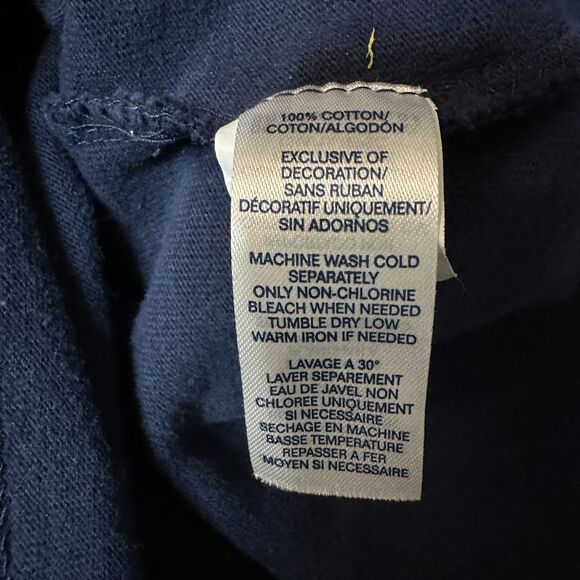 100% COTTON/
COTON/ALGODÓN
EXCLUSIVE OF
DECORATION/
SANS RUBAN
DÉCORATIF UNIQUEMENT/
SIN ADORNOS
MACHINE WASH COLD
SEPARATELY
ONLY NON-CHLORINE
BLEACH WHEN NEEDED
TUMBLE DRY LOW
WARM IRON IF NEEDED
LAVAGE A 30°
LAVER SEPAREMENT
EAU DE JAVEL NON
CHLOREE UNIQUEMENT
SI NECESSAIRE
SECHAGE EN MACHINE
BASSE TEMPERATURE
REPASSER A FER
MOYEN SI NECESSAIRE